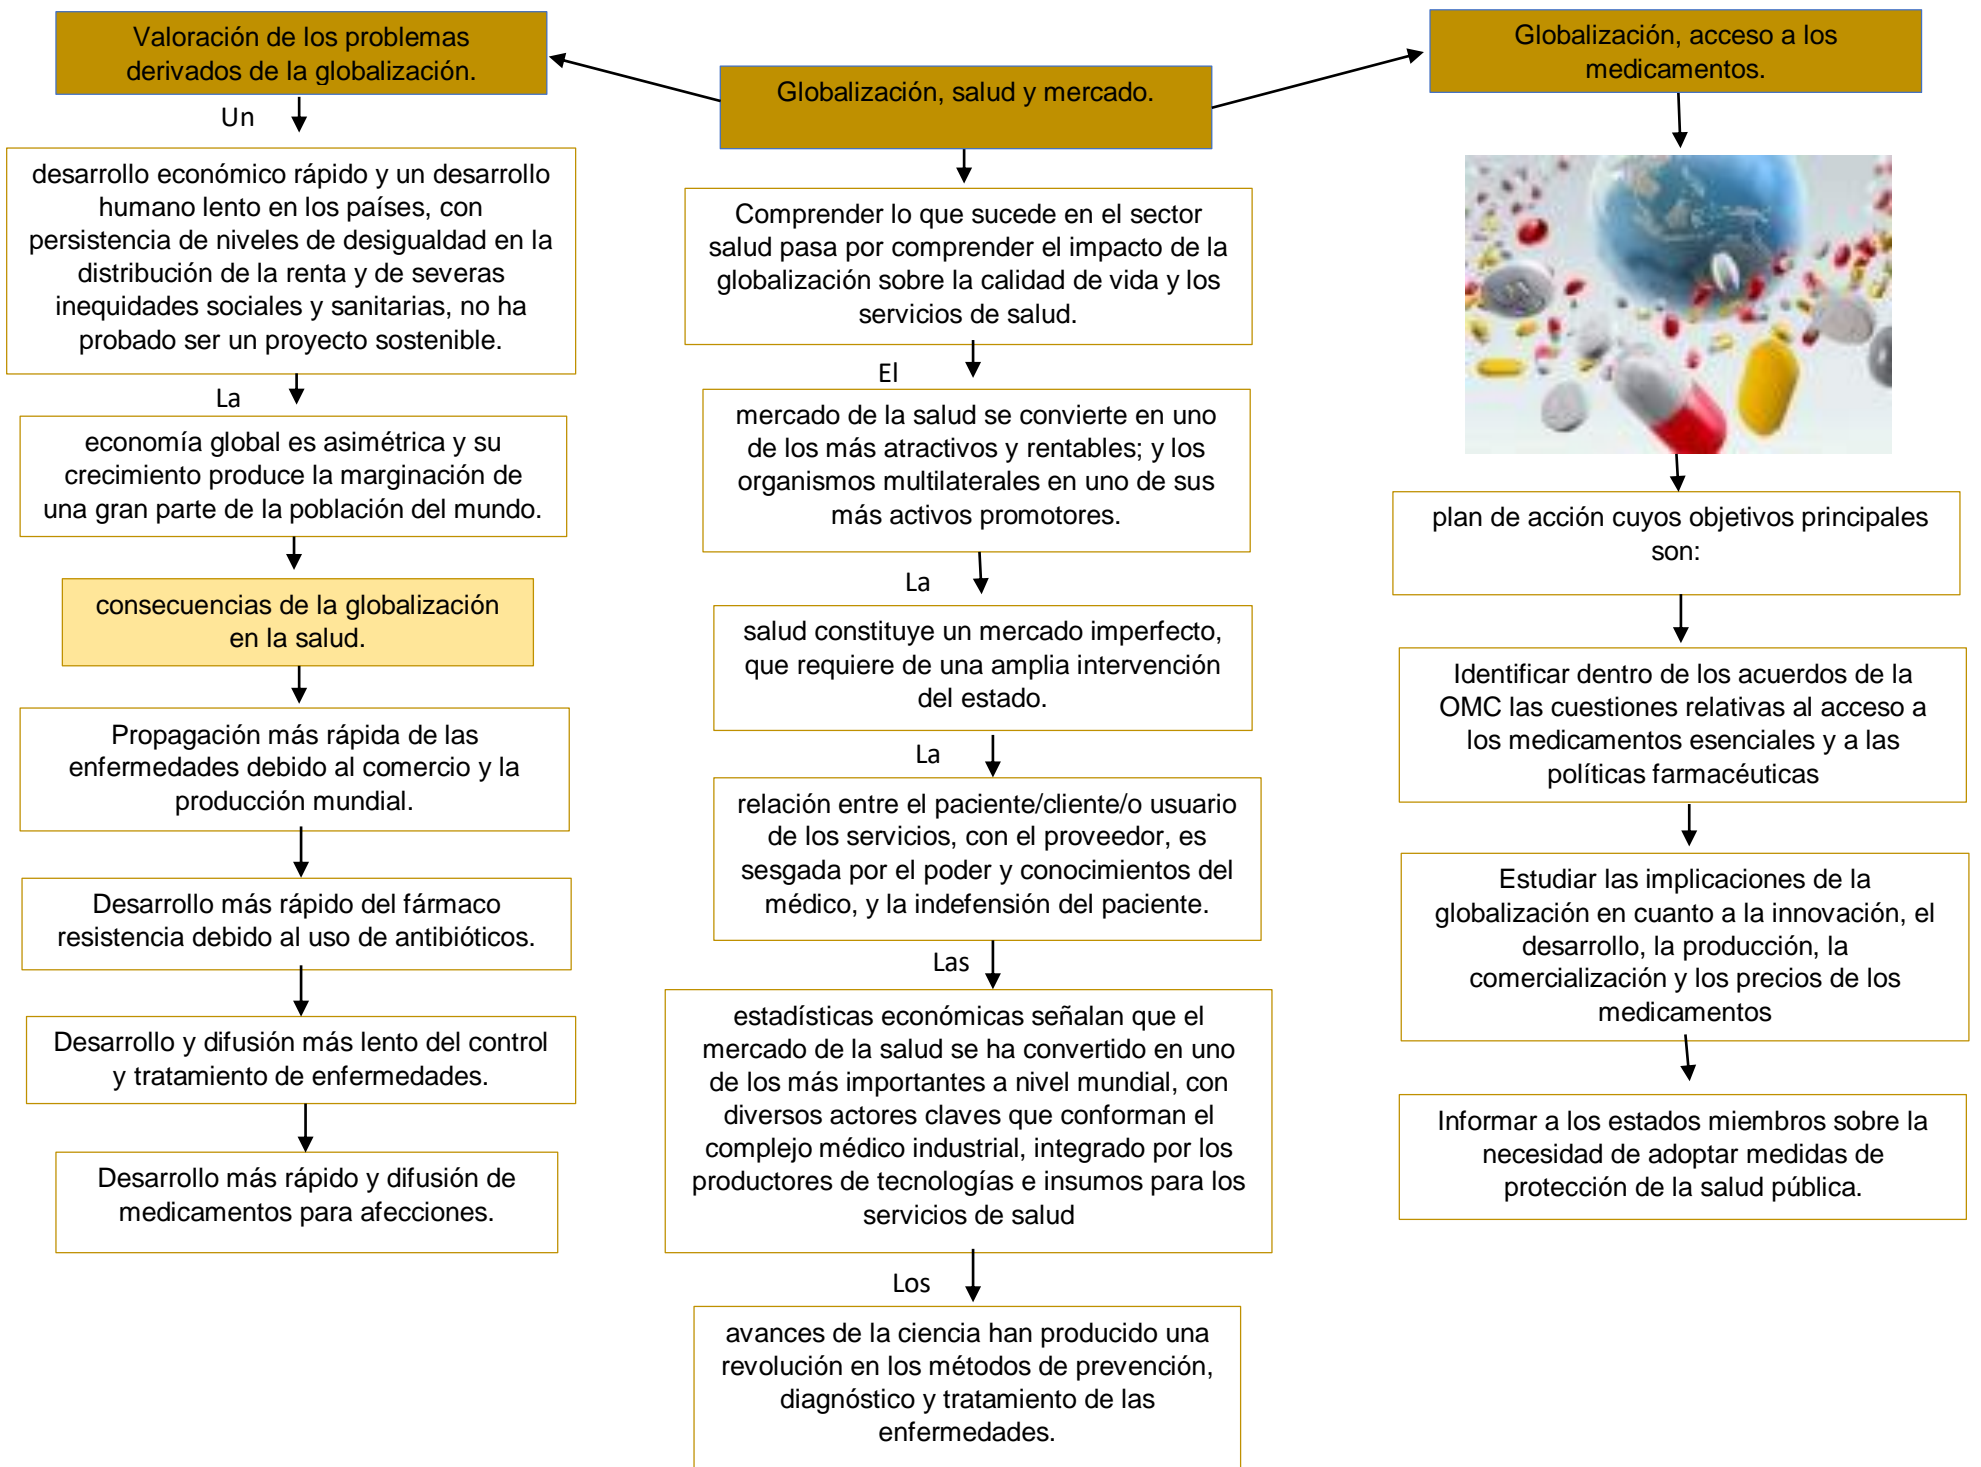 Valoración de los problemas
derivados de la globalización.
Un
desarrollo económico rápido y un desarrollo
humano lento en los países, con
persistencia de niveles de desigualdad en la
distribución de la renta y de severas
inequidades sociales y sanitarias, no ha
probado ser un proyecto sostenible.
La
economía global es asimétrica y su
crecimiento produce la marginación de
una gran parte de la población del mundo.
consecuencias de la globalización
en la salud.
Propagación más rápida de las
enfermedades debido al comercio y la
producción mundial.
Desarrollo más rápido del fármaco
resistencia debido al uso de antibióticos.
Desarrollo y difusión más lento del control
y tratamiento de enfermedades.
Desarrollo más rápido y difusión de
medicamentos para afecciones.
Globalización, salud y mercado.
Comprender lo que sucede en el sector
salud pasa por comprender el impacto de la
globalización sobre la calidad de vida y los
servicios de salud.
El
mercado de la salud se convierte en uno
de los más atractivos y rentables; y los
organismos multilaterales en uno de sus
más activos promotores.
La
salud constituye un mercado imperfecto,
que requiere de una amplia intervención
del estado.
La
relación entre el paciente/cliente/o usuario
de los servicios, con el proveedor, es
sesgada por el poder y conocimientos del
médico, y la indefensión del paciente.
Las
estadísticas económicas señalan que el
mercado de la salud se ha convertido en uno
de los más importantes a nivel mundial, con
diversos actores claves que conforman el
complejo médico industrial, integrado por los
productores de tecnologías e insumos para los
servicios de salud
Los
avances de la ciencia han producido una
revolución en los métodos de prevención,
diagnóstico y tratamiento de las
enfermedades.
Globalización, acceso a los
medicamentos.
plan de acción cuyos objetivos principales
son:
Identificar dentro de los acuerdos de la
OMC las cuestiones relativas al acceso a
los medicamentos esenciales y a las
políticas farmacéuticas
Estudiar las implicaciones de la
globalización en cuanto a la innovación, el
desarrollo, la producción, la
comercialización y los precios de los
medicamentos
Informar a los estados miembros sobre la
necesidad de adoptar medidas de
protección de la salud pública.